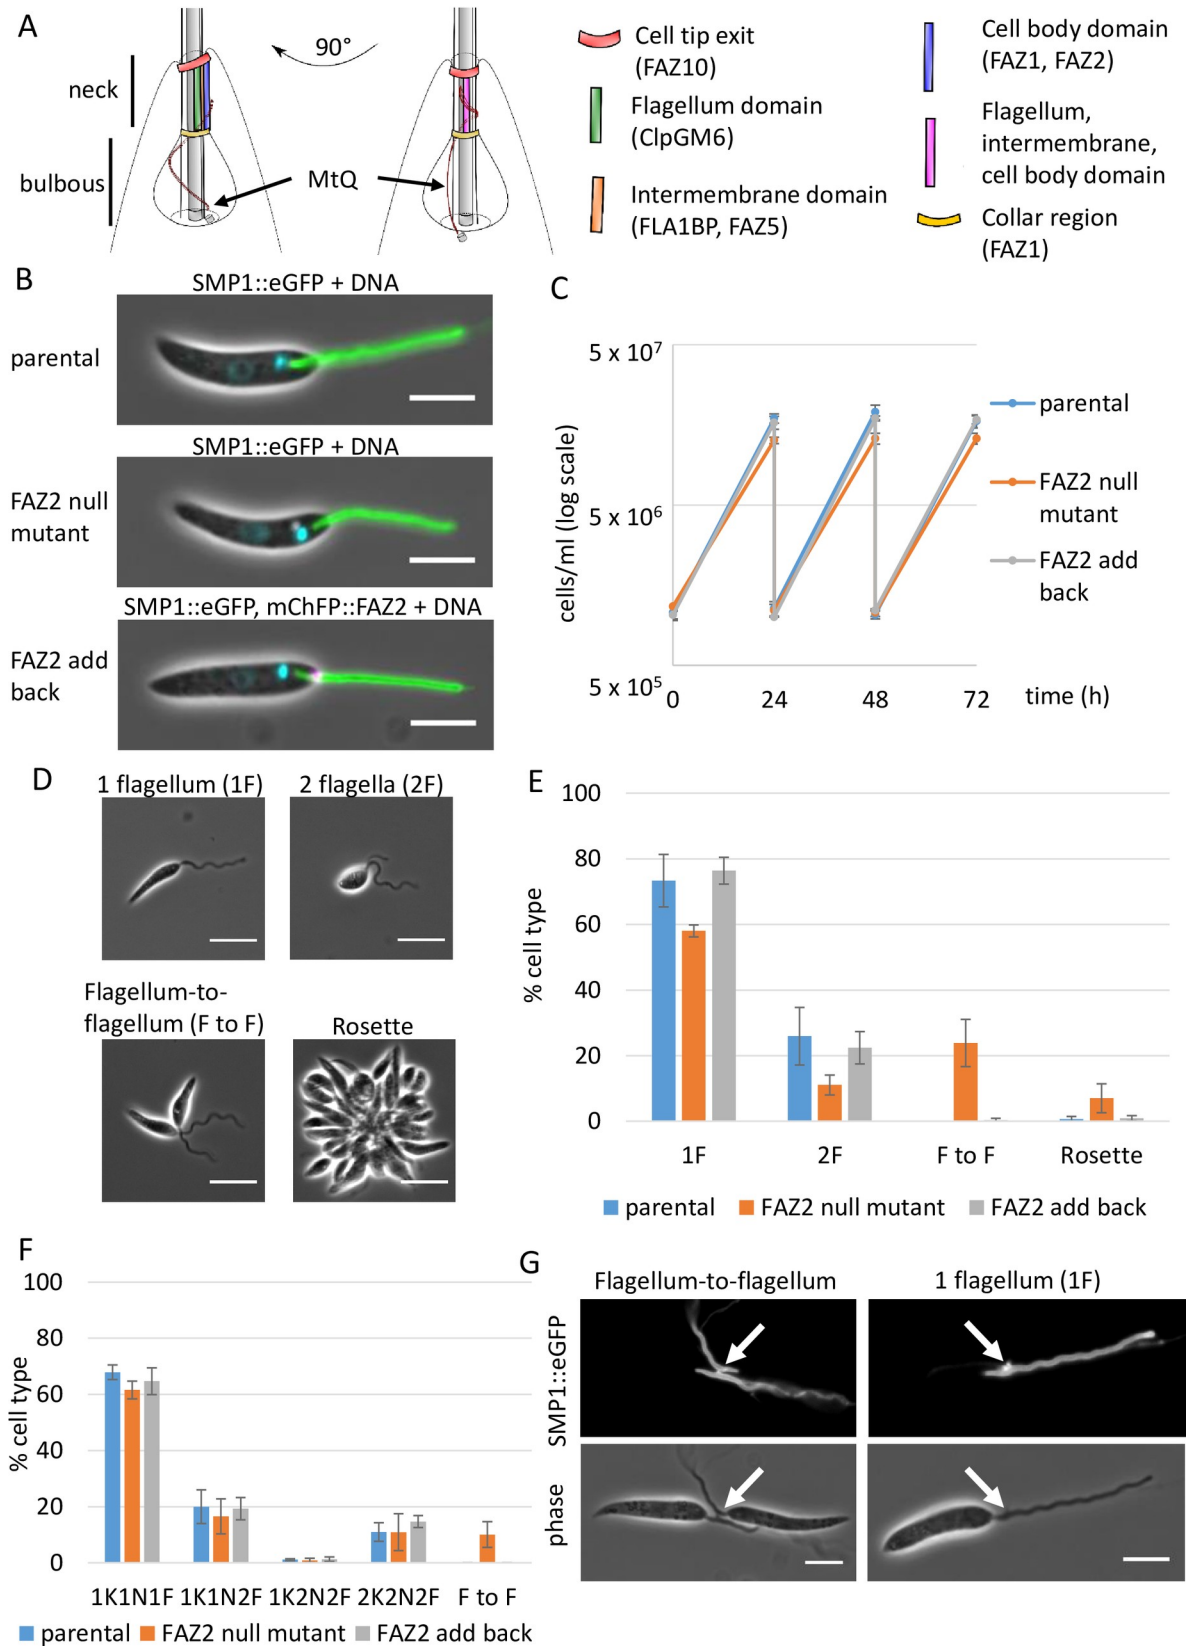 A
90°
neck
bulbous
MtQ
Cell tip exit
(FAZ10)
Flagellum domain
(ClpGM6)
Intermembrane domain
(FLA1BP, FAZ5)
Cell body domain
(FAZ1, FAZ2)
Flagellum,
intermembrane,
cell body domain
Collar region
(FAZ1)
B
SMP1::eGFP + DNA
parental
SMP1::eGFP + DNA
FAZ2 null
mutant
SMP1::eGFP, mChFP::FAZ2 + DNA
FAZ2 add
back
C
cells/ml (log scale)
5 x 10⁷
5 x 10⁶
5 x 10⁵
0 24 48 72 time (h)
parental
FAZ2 null
mutant
FAZ2 add
back
D
1 flagellum (1F)
2 flagella (2F)
Flagellum-to-
flagellum (F to F)
Rosette
E
% cell type
100
80
60
40
20
0
1F 2F F to F Rosette
parental FAZ2 null mutant FAZ2 add back
F
% cell type
100
80
60
40
20
0
1K1N1F 1K1N2F 1K2N2F 2K2N2F F to F
parental FAZ2 null mutant FAZ2 add back
G
Flagellum-to-flagellum
1 flagellum (1F)
SMP1::eGFP
phase